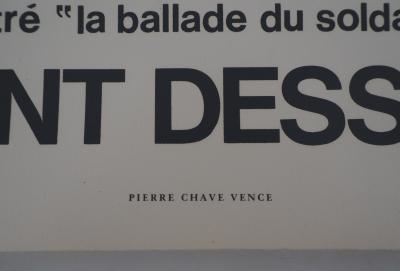 tré "la ballade du solda
NT DESS
PIERRE CHAVE VENCE